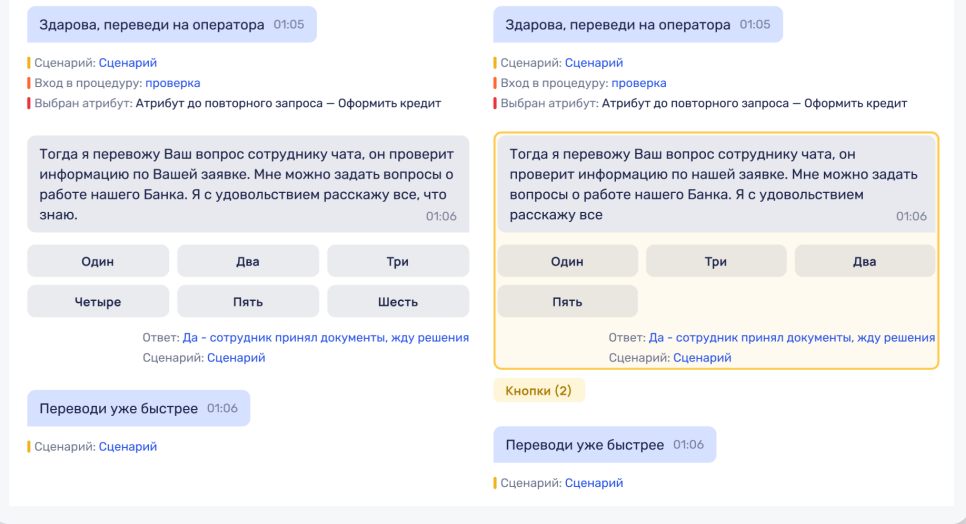 Здарова, переведи на оператора 01:05
Сценарий: Сценарий
Вход в процедуру: проверка
Выбран атрибут: Атрибут до повторного запроса — Оформить кредит
Тогда я перевожу Ваш вопрос сотруднику чата, он проверит
информацию по Вашей заявке. Мне можно задать вопросы о
работе нашего Банка. Я с удовольствием расскажу все, что
знаю. 01:06
Один Два Три
Четыре Пять Шесть
Ответ: Да - сотрудник принял документы, жду решения
Сценарий: Сценарий
Переводи уже быстрее 01:06
Сценарий: Сценарий
Здарова, переведи на оператора 01:05
Сценарий: Сценарий
Вход в процедуру: проверка
Выбран атрибут: Атрибут до повторного запроса — Оформить кредит
Тогда я перевожу Ваш вопрос сотруднику чата, он
проверит информацию по нашей заявке. Мне можно задать
вопросы о работе нашего Банка. Я с удовольствием
расскажу все 01:06
Один Три Два
Пять
Ответ: Да - сотрудник принял документы, жду решения
Сценарий: Сценарий
Кнопки (2)
Переводи уже быстрее 01:06
Сценарий: Сценарий